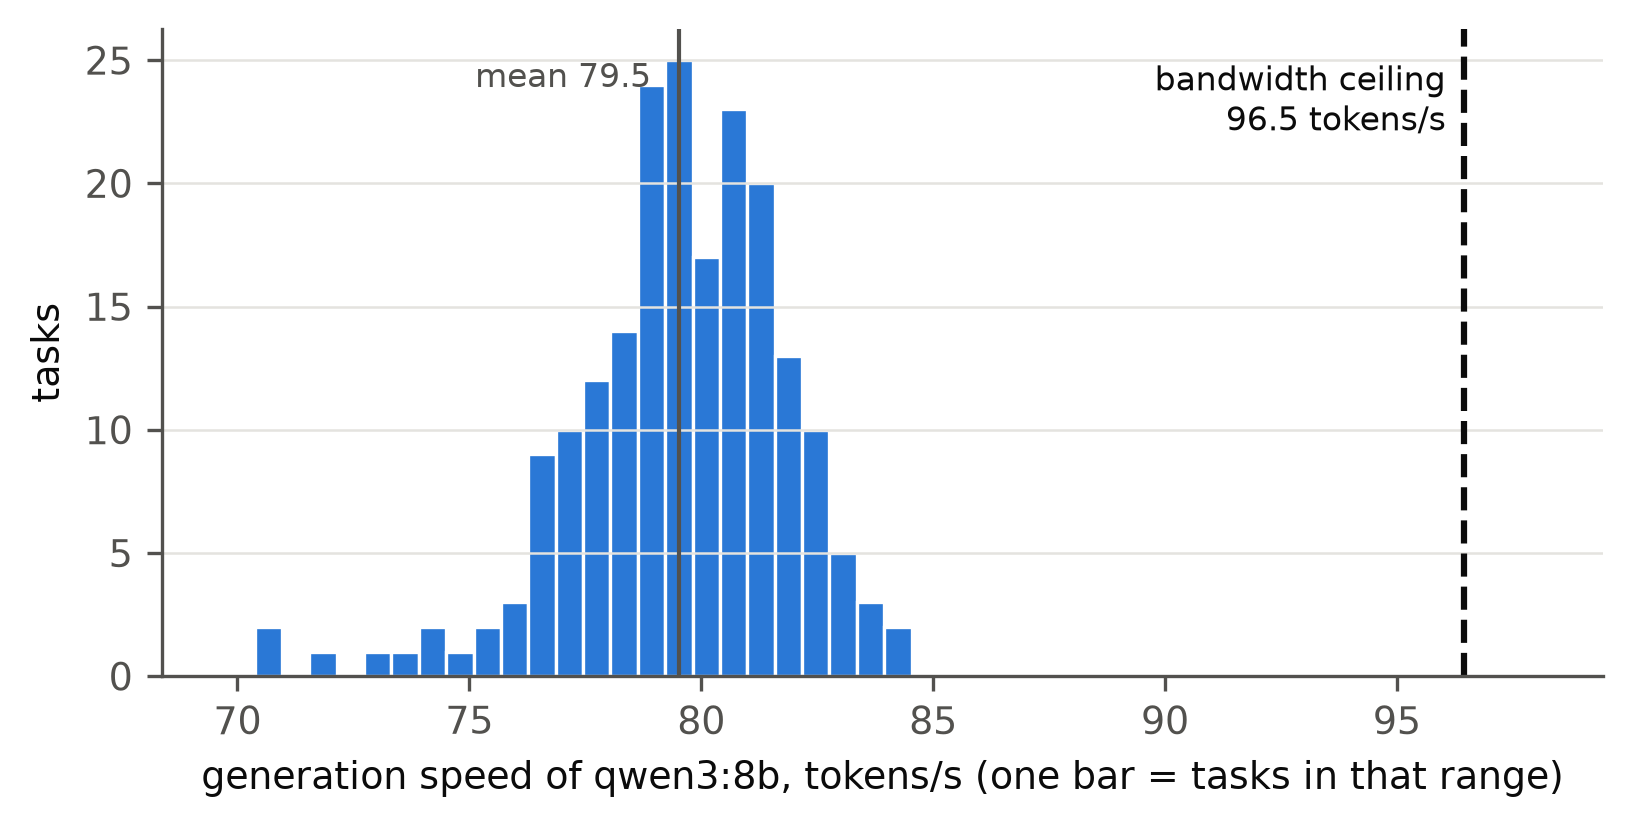 mean 79.5
bandwidth ceiling
96.5 tokens/s
25
20
15
10
5
0
tasks
70 75 80 85 90 95
generation speed of qwen3:8b, tokens/s (one bar = tasks in that range)